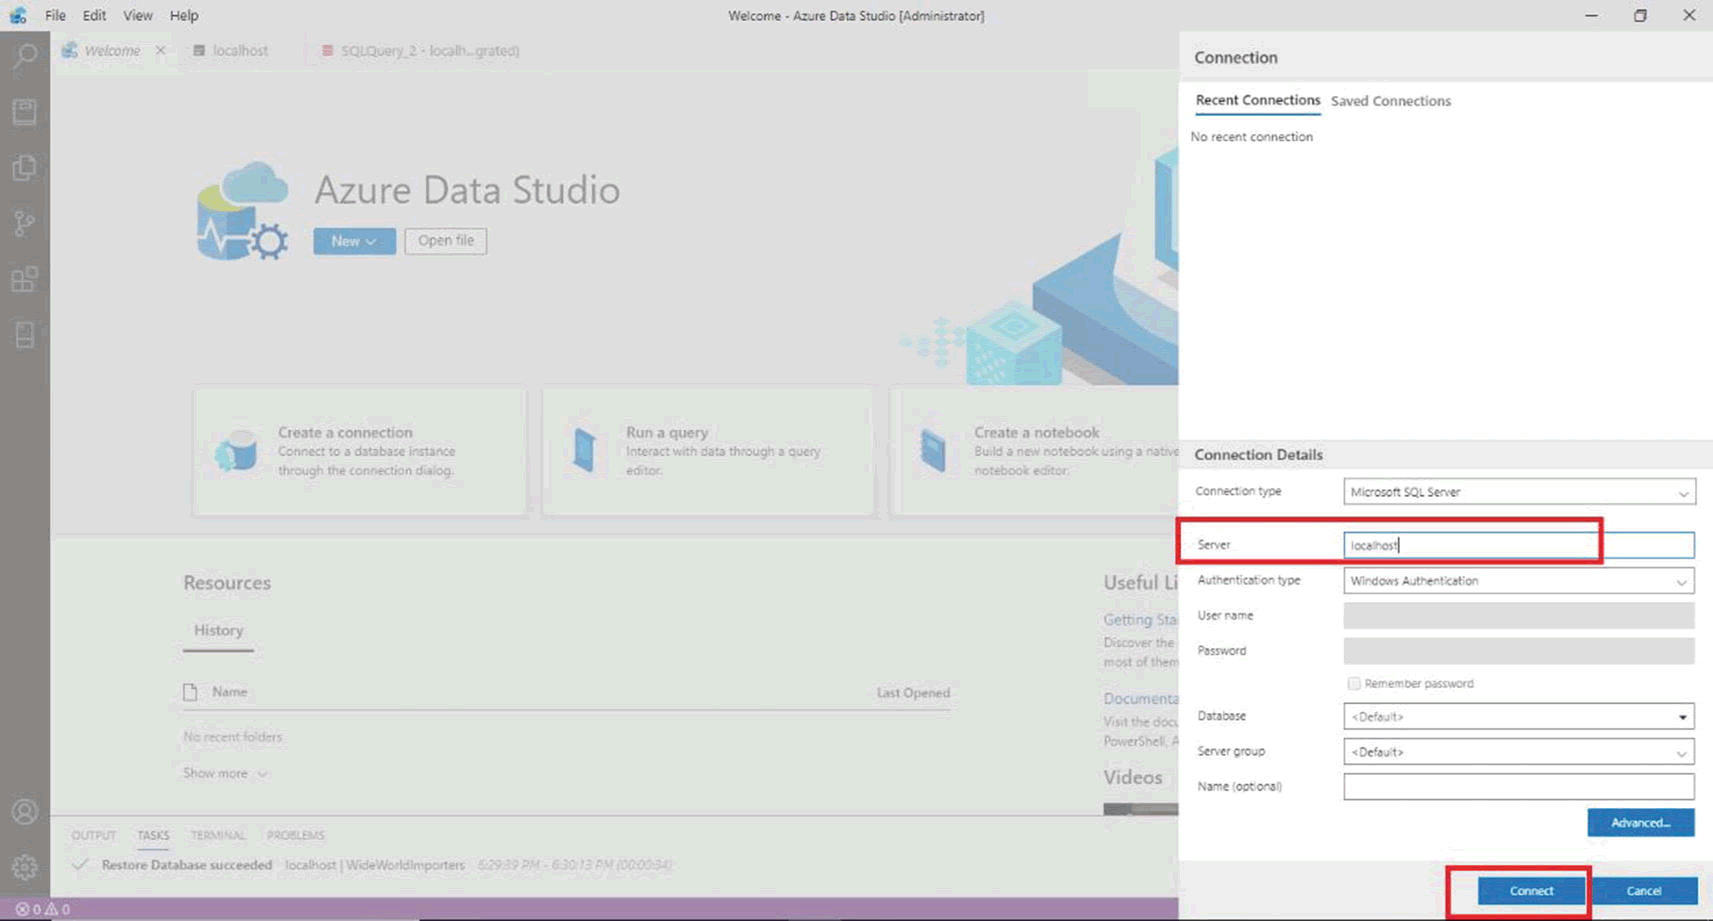 File Edit View Help
Welcome - Azure Data Studio [Administrator]
Welcome
localhost
SQLQuery_2 - localh...grated)
Azure Data Studio
New
Open file
Create a connection
Connect to a database instance
through the connection dialog.
Run a query
Interact with data through a query
editor.
Create a notebook
Build a new notebook using a native
notebook editor.
Resources
History
Name
Last Opened
No recent folders
Show more
Useful Li
Getting Sta
Discover the
most of them
Documenta
Visit the docu
PowerShell, A
Videos
OUTPUT TASKS TERMINAL PROBLEMS
Restore Database succeeded localhost | WideWorldImporters 6:29:39 PM - 6:30:13 PM (00:00:34)
0 0
Connection
Recent Connections Saved Connections
No recent connection
Connection Details
Connection type Microsoft SQL Server
Server localhost
Authentication type Windows Authentication
User name
Password
Remember password
Database <Default>
Server group <Default>
Name (optional)
Advanced...
Connect Cancel